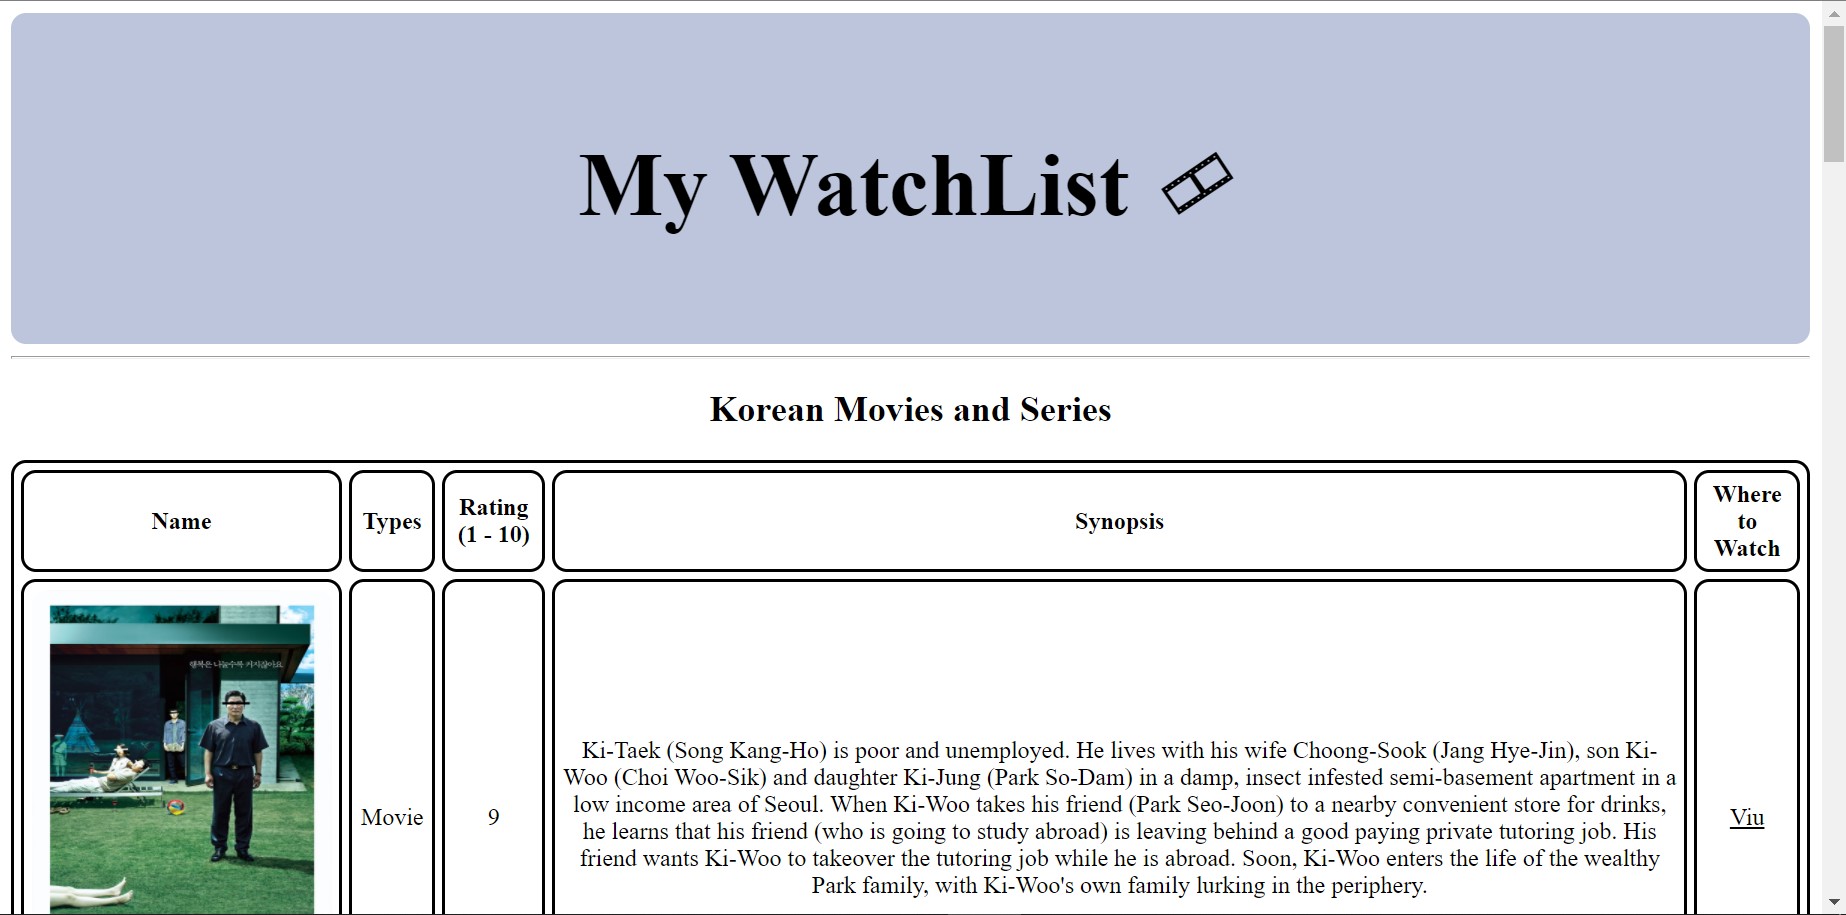 My WatchList 🎞
Korean Movies and Series
Name
Types
Rating
(1 - 10)
Synopsis
Where
to
Watch
행복은 나눌수록 커지잖아요
Movie
9
Ki-Taek (Song Kang-Ho) is poor and unemployed. He lives with his wife Choong-Sook (Jang Hye-Jin), son Ki-
Woo (Choi Woo-Sik) and daughter Ki-Jung (Park So-Dam) in a damp, insect infested semi-basement apartment in a
low income area of Seoul. When Ki-Woo takes his friend (Park Seo-Joon) to a nearby convenient store for drinks,
he learns that his friend (who is going to study abroad) is leaving behind a good paying private tutoring job. His
friend wants Ki-Woo to takeover the tutoring job while he is abroad. Soon, Ki-Woo enters the life of the wealthy
Park family, with Ki-Woo's own family lurking in the periphery.
Viu